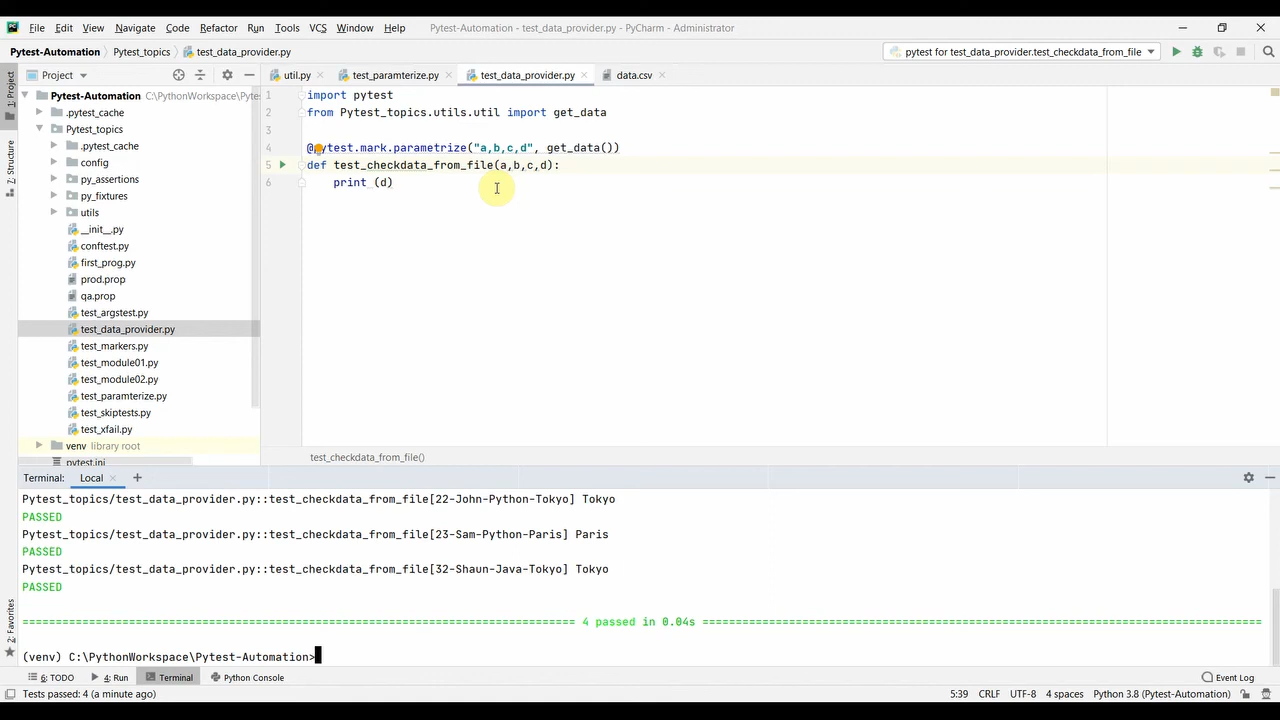 File Edit View Navigate Code Refactor Run Tools VCS Window Help Pytest-Automation - test_data_provider.py - PyCharm - Administrator
Pytest-Automation Pytest_topics test_data_provider.py pytest for test_data_provider.test_checkdata_from_file
Project util.py test_paramterize.py test_data_provider.py data.csv
1: Project
7: Structure
2: Favorites
Pytest-Automation C:\PythonWorkspace\Pyte
.pytest_cache
Pytest_topics
.pytest_cache
config
py_assertions
py_fixtures
utils
__init__.py
conftest.py
first_prog.py
prod.prop
qa.prop
test_argstest.py
test_data_provider.py
test_markers.py
test_module01.py
test_module02.py
test_paramterize.py
test_skiptests.py
test_xfail.py
venv library root
pytest.ini
1 import pytest
2 from Pytest_topics.utils.util import get_data
3
4 @pytest.mark.parametrize("a,b,c,d", get_data())
5 def test_checkdata_from_file(a,b,c,d):
6 print (d)
test_checkdata_from_file()
Terminal: Local +
Pytest_topics/test_data_provider.py::test_checkdata_from_file[22-John-Python-Tokyo] Tokyo
PASSED
Pytest_topics/test_data_provider.py::test_checkdata_from_file[23-Sam-Python-Paris] Paris
PASSED
Pytest_topics/test_data_provider.py::test_checkdata_from_file[32-Shaun-Java-Tokyo] Tokyo
PASSED
4 passed in 0.04s
(venv) C:\PythonWorkspace\Pytest-Automation>
6: TODO 4: Run Terminal Python Console Event Log
Tests passed: 4 (a minute ago) 5:39 CRLF UTF-8 4 spaces Python 3.8 (Pytest-Automation)